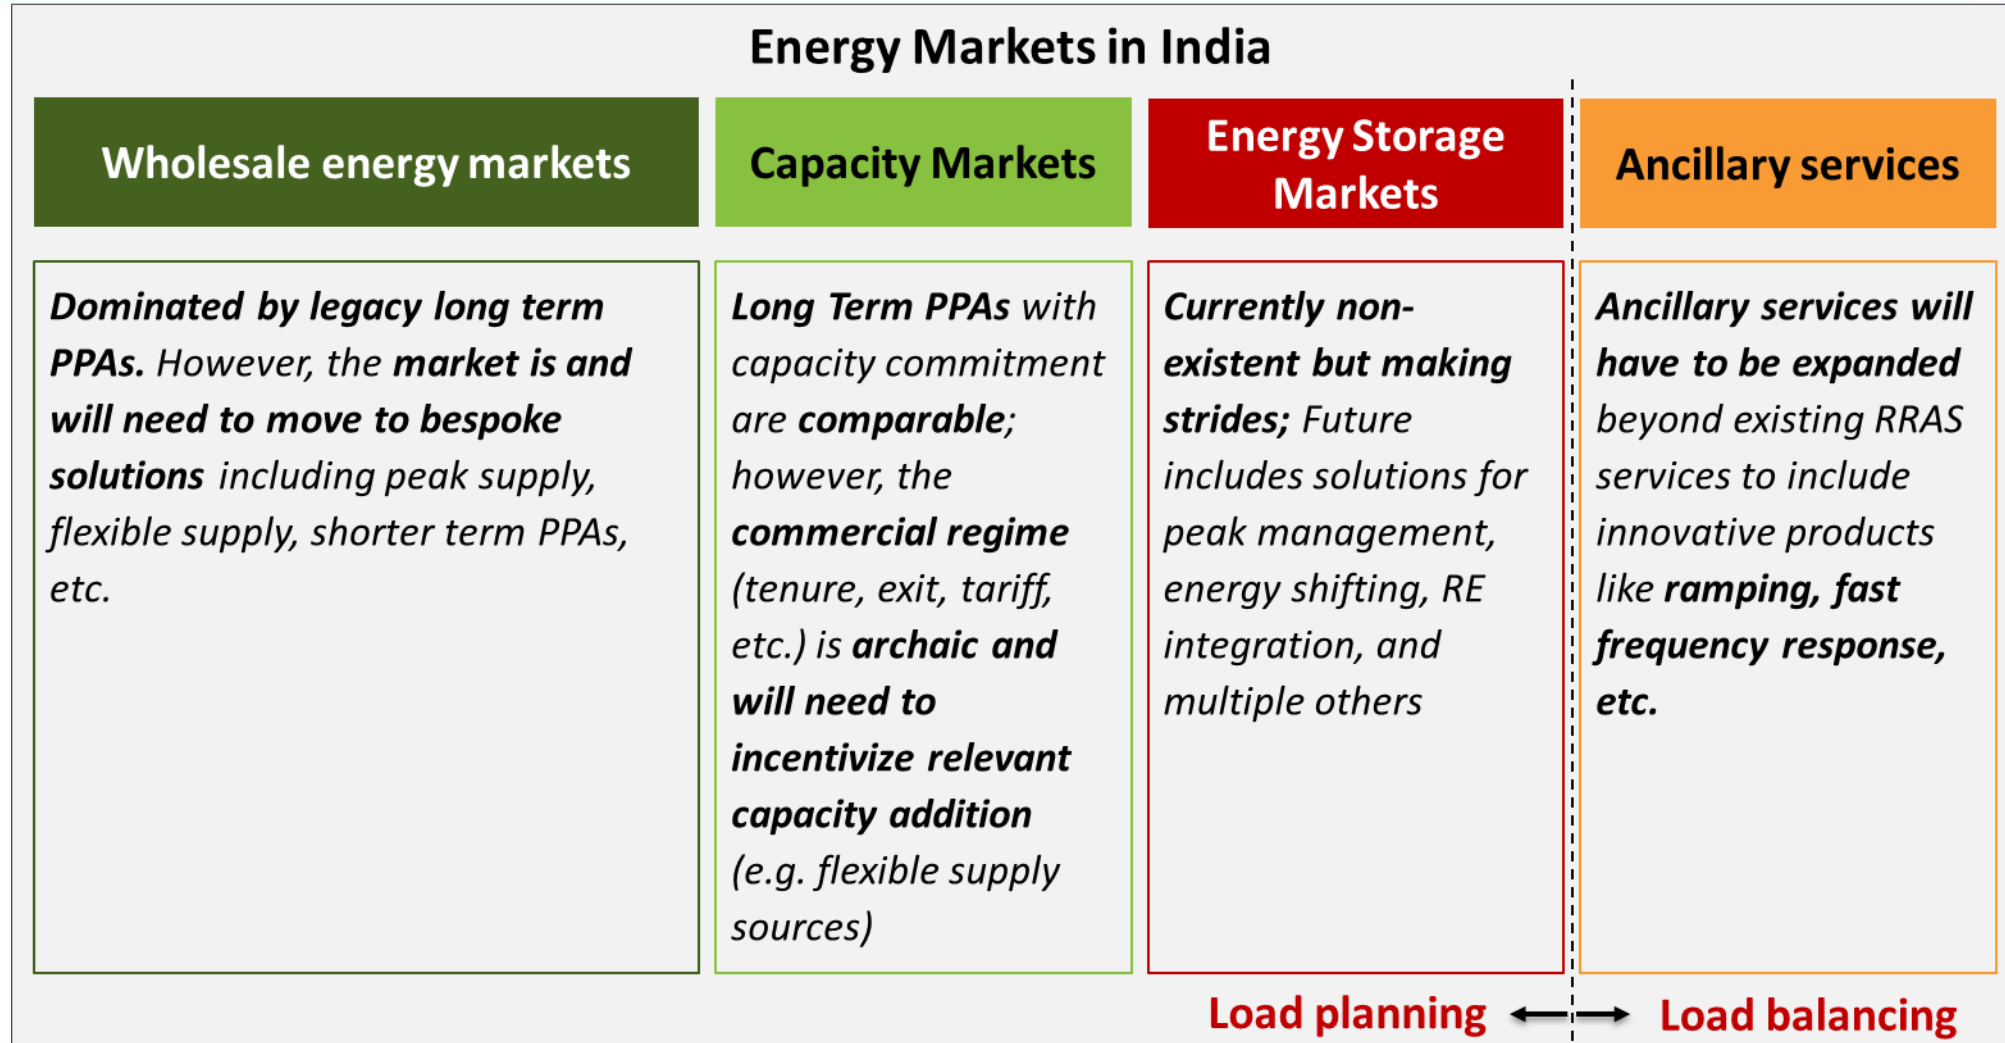 Energy Markets in India
Wholesale energy markets
Dominated by legacy long term
PPAs. However, the market is and
will need to move to bespoke
solutions including peak supply,
flexible supply, shorter term PPAs,
etc.
Capacity Markets
Long Term PPAs with
capacity commitment
are comparable;
however, the
commercial regime
(tenure, exit, tariff,
etc.) is archaic and
will need to
incentivize relevant
capacity addition
(e.g. flexible supply
sources)
Energy Storage
Markets
Currently non-
existent but making
strides; Future
includes solutions for
peak management,
energy shifting, RE
integration, and
multiple others
Ancillary services
Ancillary services will
have to be expanded
beyond existing RRAS
services to include
innovative products
like ramping, fast
frequency response,
etc.
Load planning
Load balancing